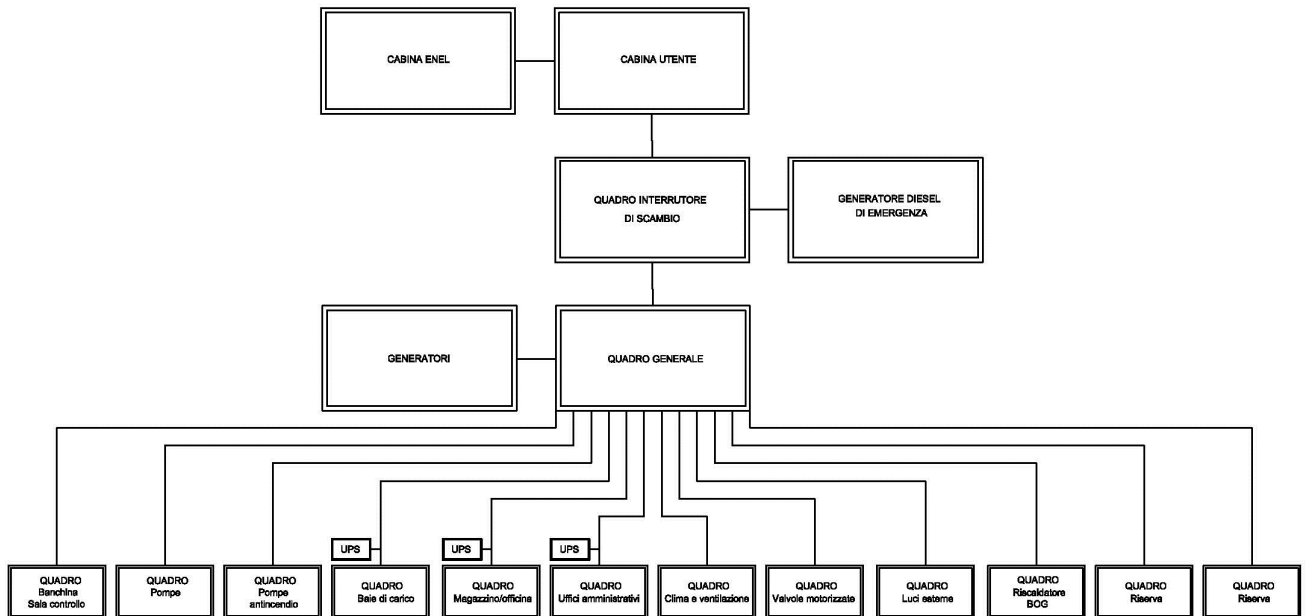 CABINA ENEL
CABINA UTENTE
QUADRO INTERRUTORE
DI SCAMBIO
GENERATORE DIESEL
DI EMERGENZA
GENERATORI
QUADRO GENERALE
UPS
UPS
UPS
QUADRO
Banchina
Sala controllo
QUADRO
Pompe
QUADRO
Pompe
antincendio
QUADRO
Baie di carico
QUADRO
Magazzino/officina
QUADRO
Uffici amministrativi
QUADRO
Clima e ventilazione
QUADRO
Valvole motorizzate
QUADRO
Luci esterne
QUADRO
Riscaldatore
BOG
QUADRO
Riserva
QUADRO
Riserva